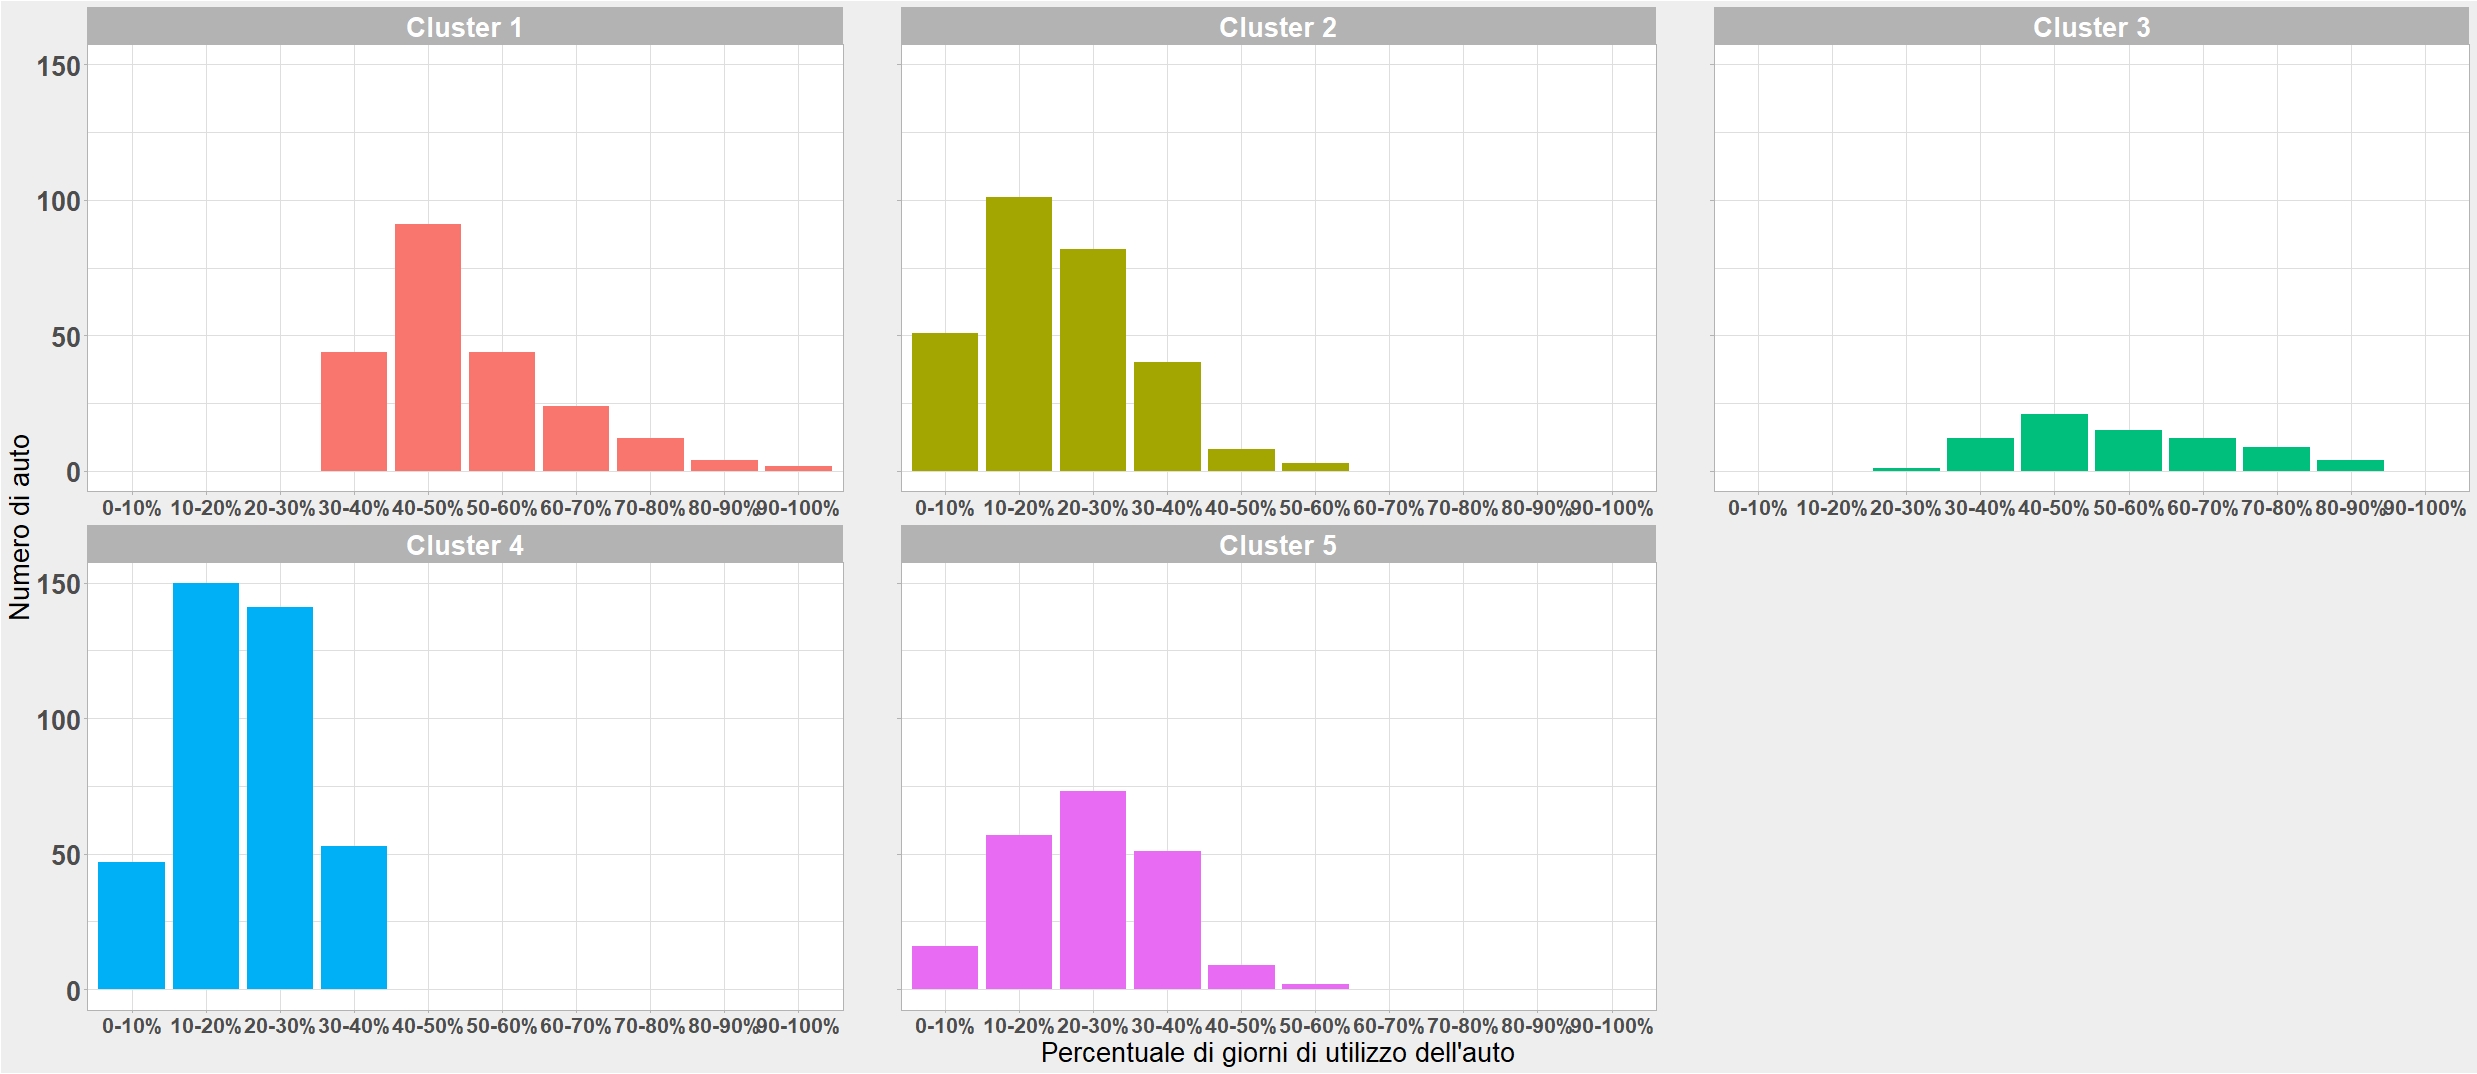 Cluster 1
Cluster 2
Cluster 3
150
100
50
0
0-10% 10-20% 20-30% 30-40% 40-50% 50-60% 60-70% 70-80% 80-90% 90-100%
0-10% 10-20% 20-30% 30-40% 40-50% 50-60% 60-70% 70-80% 80-90% 90-100%
0-10% 10-20% 20-30% 30-40% 40-50% 50-60% 60-70% 70-80% 80-90% 90-100%
Numero di auto
Cluster 4
Cluster 5
150
100
50
0
0-10% 10-20% 20-30% 30-40% 40-50% 50-60% 60-70% 70-80% 80-90% 90-100%
0-10% 10-20% 20-30% 30-40% 40-50% 50-60% 60-70% 70-80% 80-90% 90-100%
Percentuale di giorni di utilizzo dell'auto